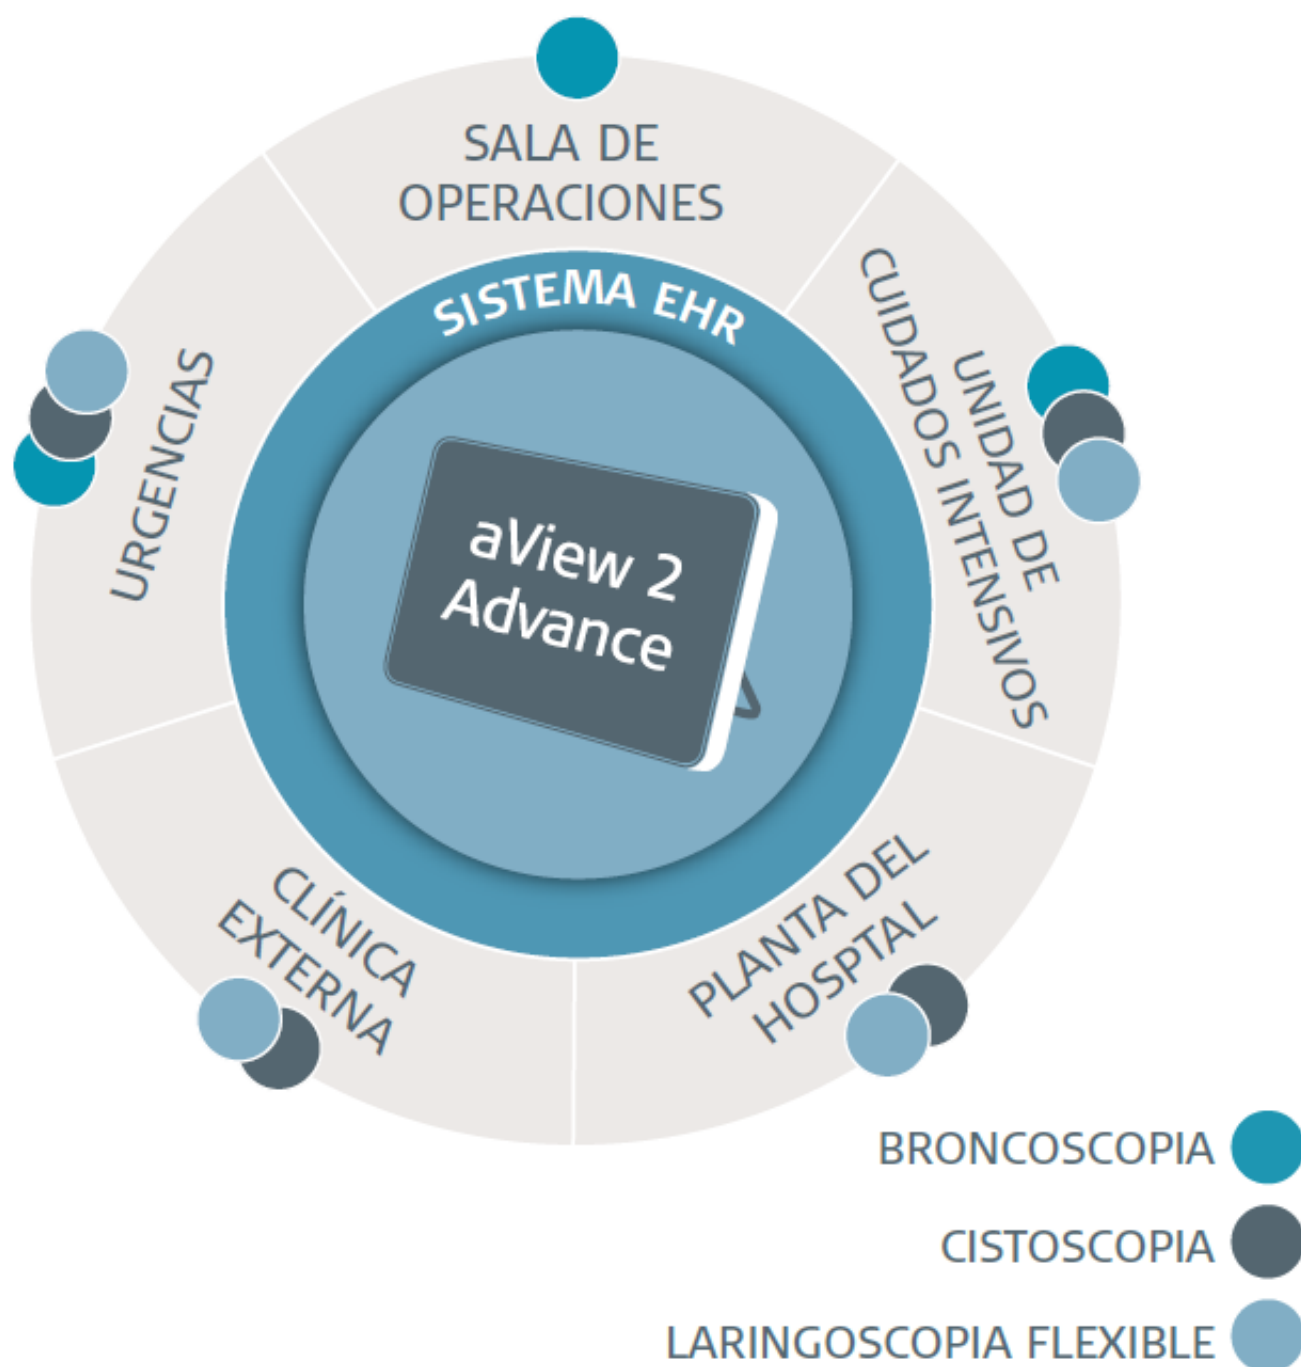 SALA DE
OPERACIONES
SISTEMA EHR
UNIDAD DE
CUIDADOS INTENSIVOS
URGENCIAS
aView 2
Advance
CLÍNICA
EXTERNA
PLANTA DEL
HOSPTAL
BRONCOSCOPIA
CISTOSCOPIA
LARINGOSCOPIA FLEXIBLE